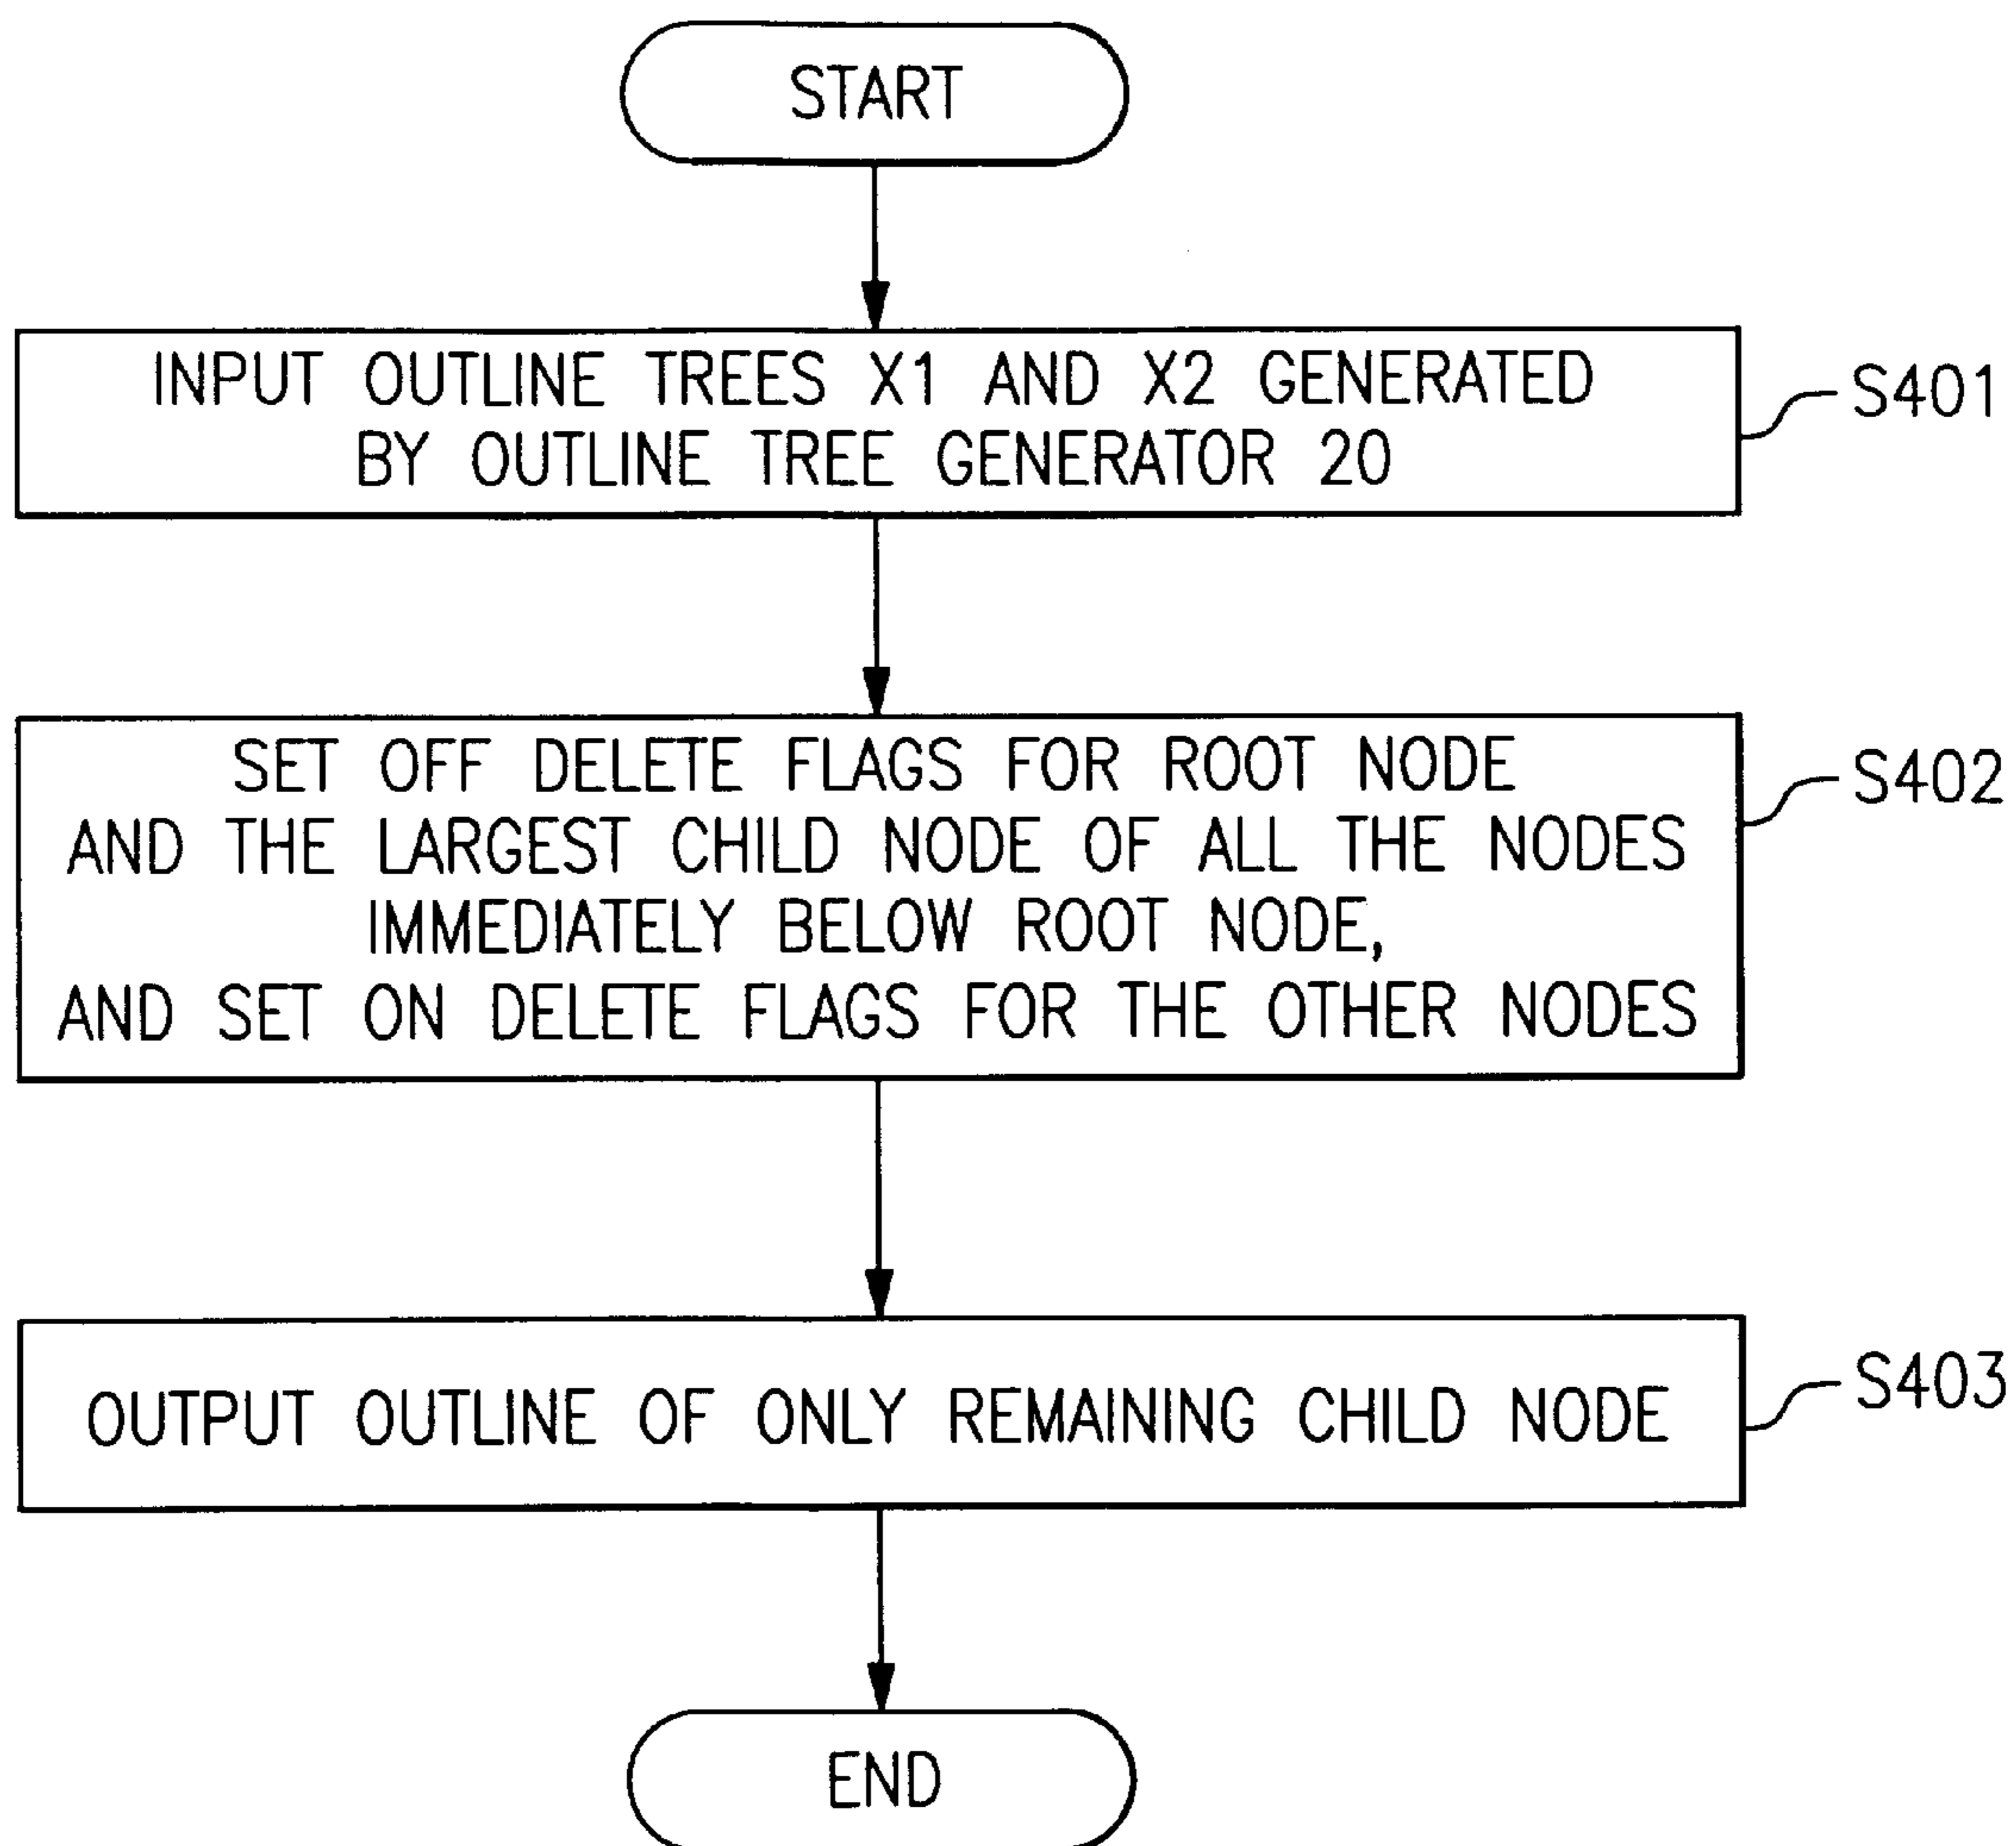 START
INPUT OUTLINE TREES X1 AND X2 GENERATED
BY OUTLINE TREE GENERATOR 20
S401
SET OFF DELETE FLAGS FOR ROOT NODE
AND THE LARGEST CHILD NODE OF ALL THE NODES
IMMEDIATELY BELOW ROOT NODE,
AND SET ON DELETE FLAGS FOR THE OTHER NODES
S402
OUTPUT OUTLINE OF ONLY REMAINING CHILD NODE
S403
END